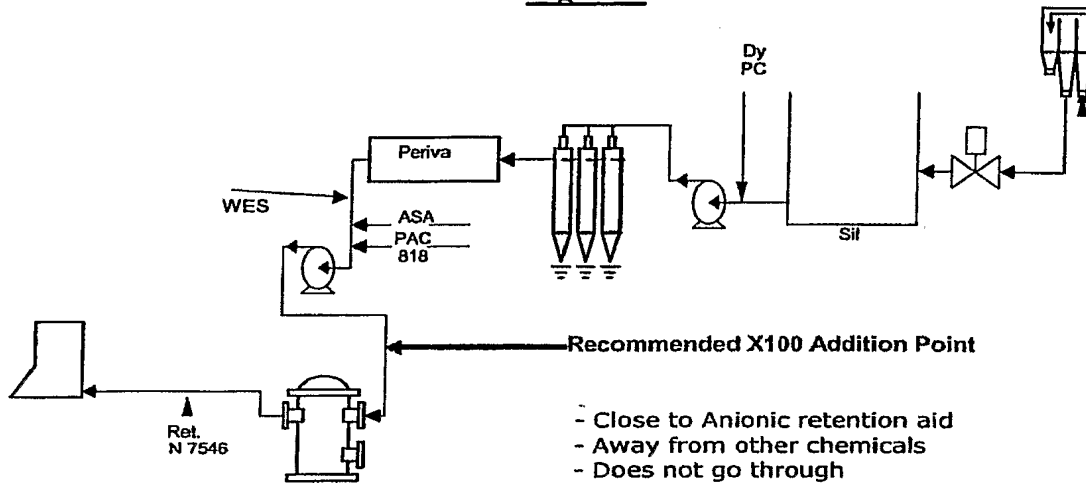 Dy
PC
Periva
WES
ASA
PAC
818
Sil
Recommended X100 Addition Point
Ret.
N 7546
- Close to Anionic retention aid
- Away from other chemicals
- Does not go through